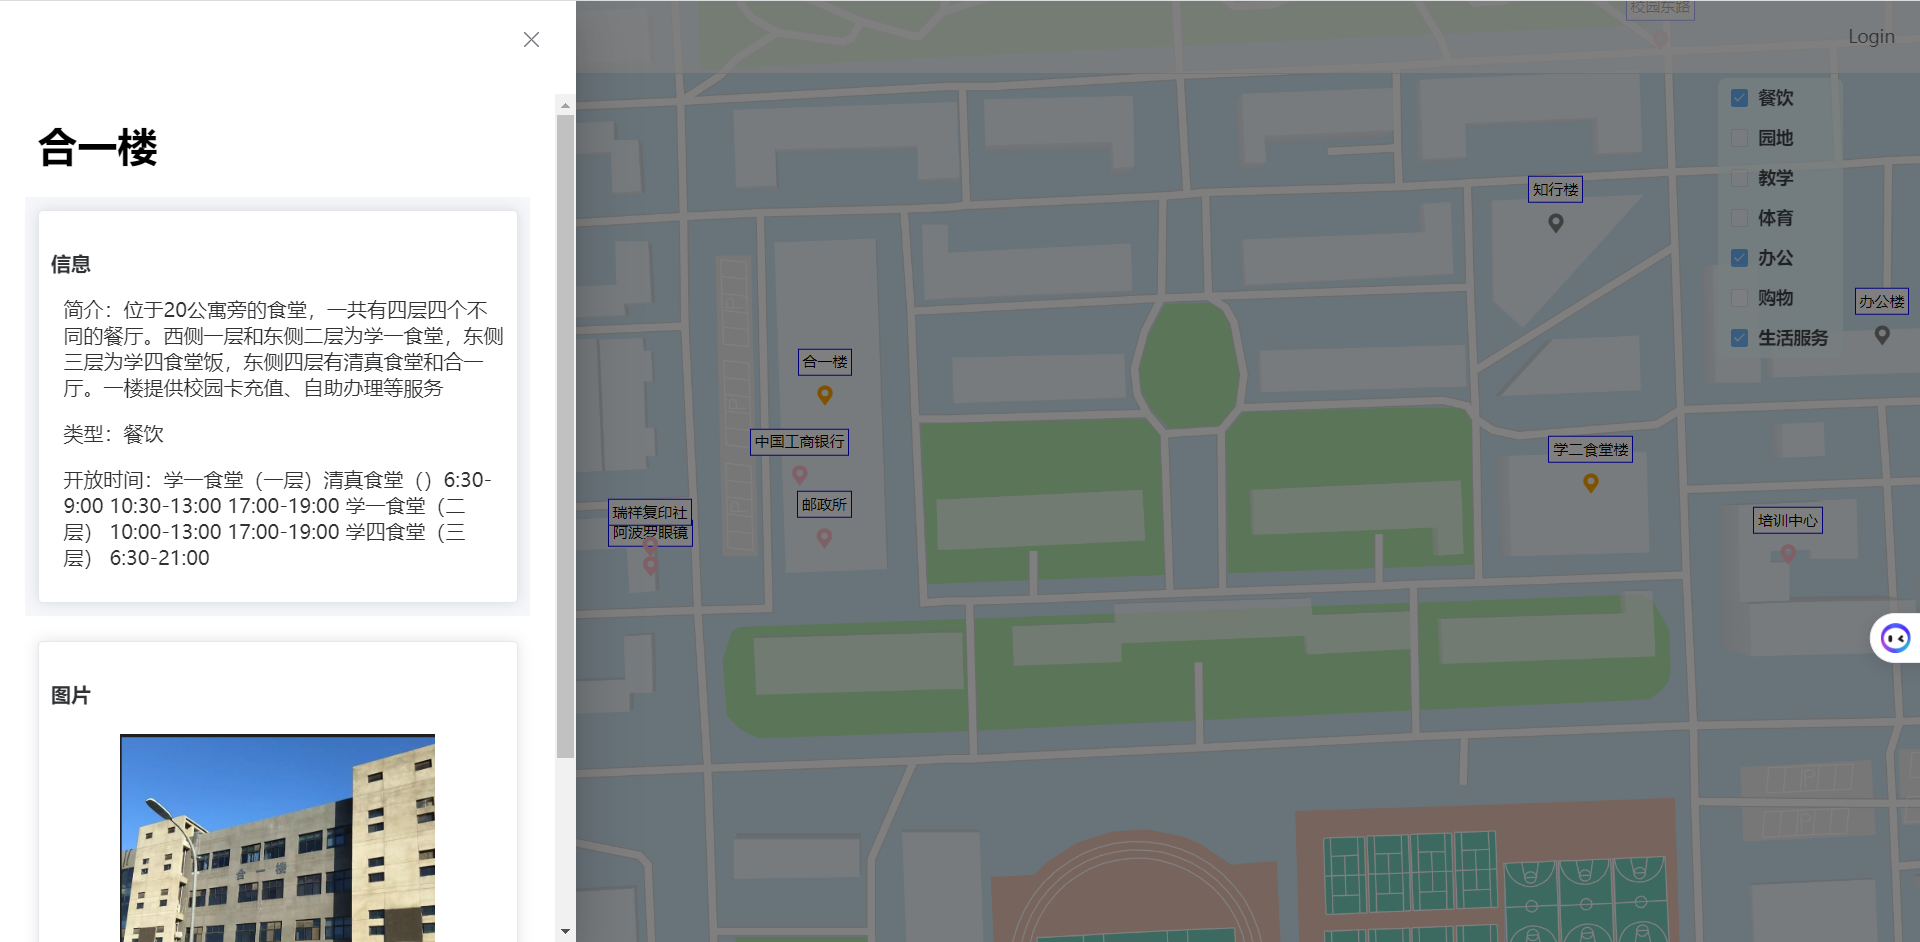 合一楼
信息
简介：位于20公寓旁的食堂，一共有四层四个不
同的餐厅。西侧一层和东侧二层为学一食堂，东侧
三层为学四食堂饭，东侧四层有清真食堂和合一
厅。一楼提供校园卡充值、自助办理等服务
类型：餐饮
开放时间：学一食堂（一层）清真食堂（）6:30-
9:00 10:30-13:00 17:00-19:00 学一食堂（二
层） 10:00-13:00 17:00-19:00 学四食堂（三
层） 6:30-21:00
图片
合一楼
校园东路
Login
餐饮
园地
教学
体育
办公
购物
生活服务
知行楼
办公楼
合一楼
中国工商银行
学二食堂楼
邮政所
瑞祥复印社
阿波罗眼镜
培训中心
[P]
[P]
[P]
[P]
[P]